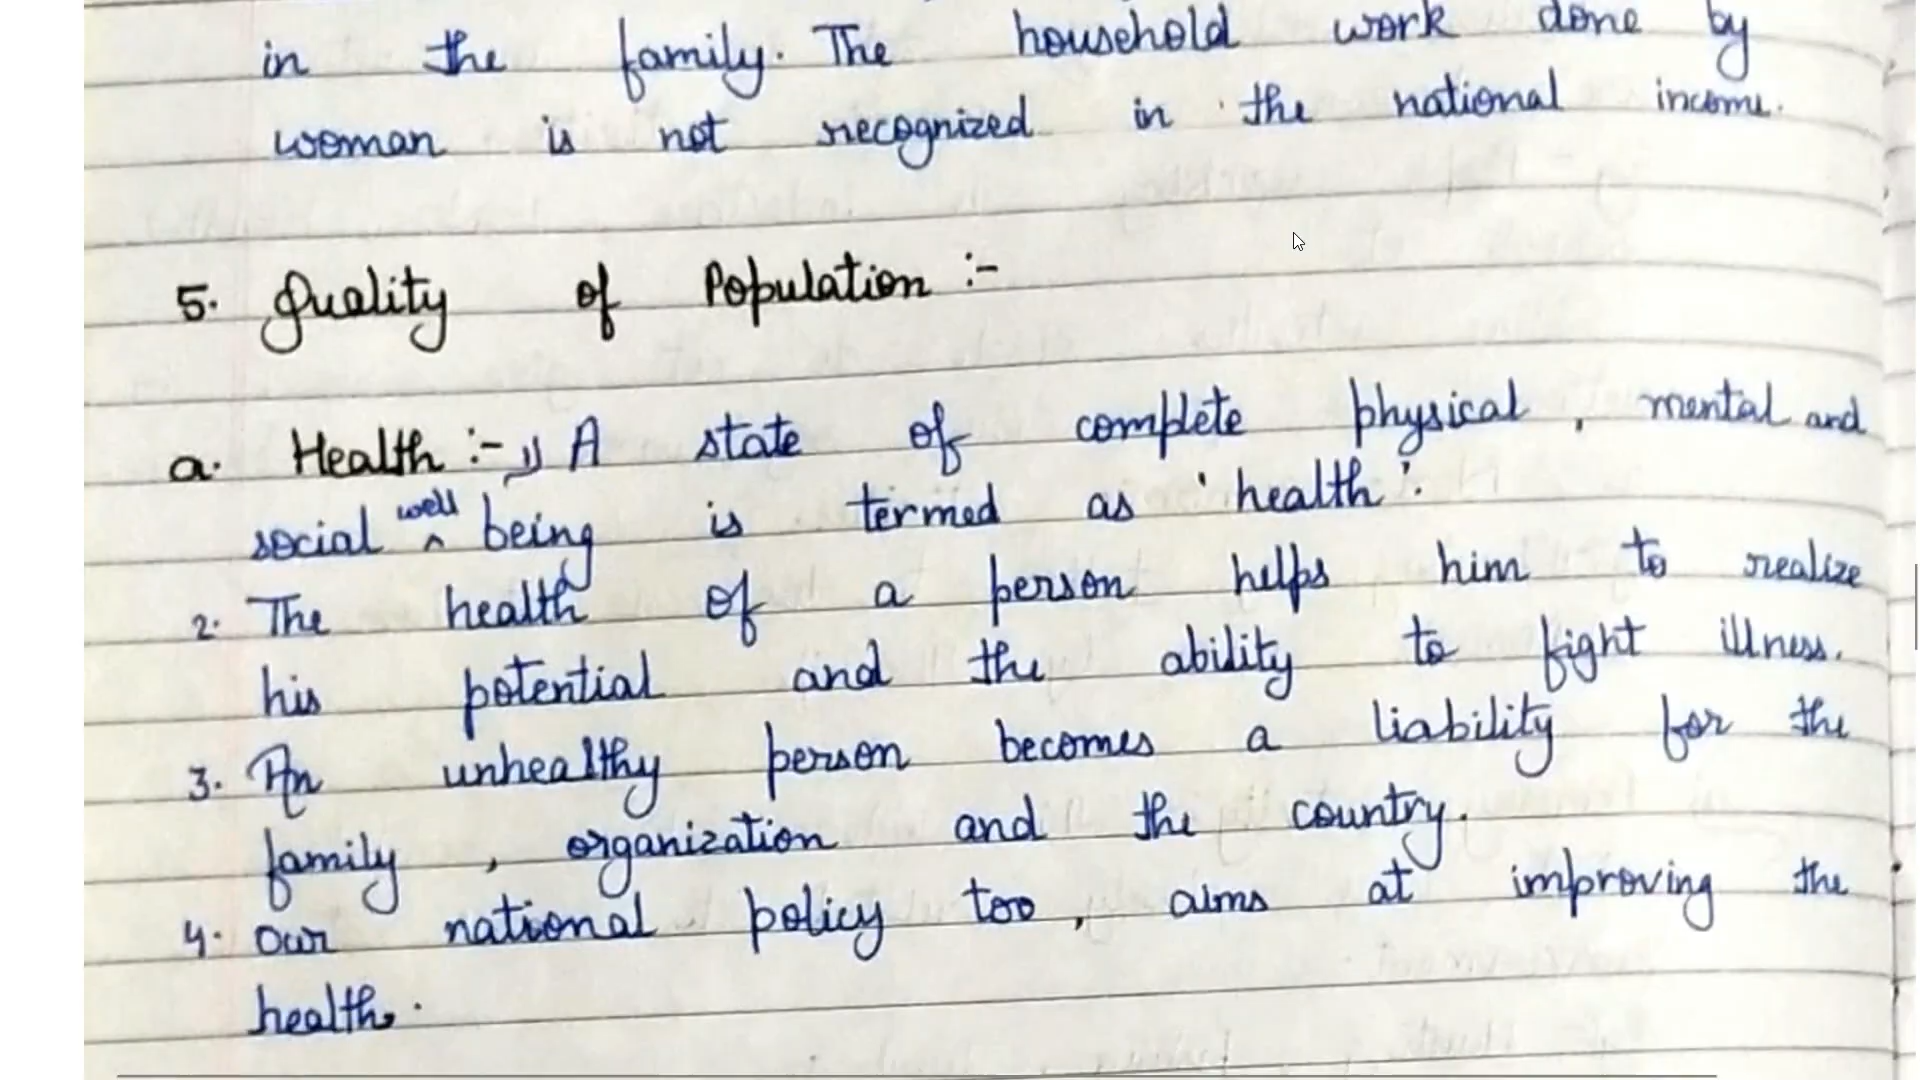 in the family. The household work done by
woman is not recognized in the national income.
5. Quality of Population :-
a. Health :- 1) A state of complete physical, mental and
social well being is termed as 'health'.
2. The health of a person helps him to realize
his potential and the ability to fight illness.
3. An unhealthy person becomes a liability for the
family, organization and the country.
4. Our national policy too, aims at improving the
health.